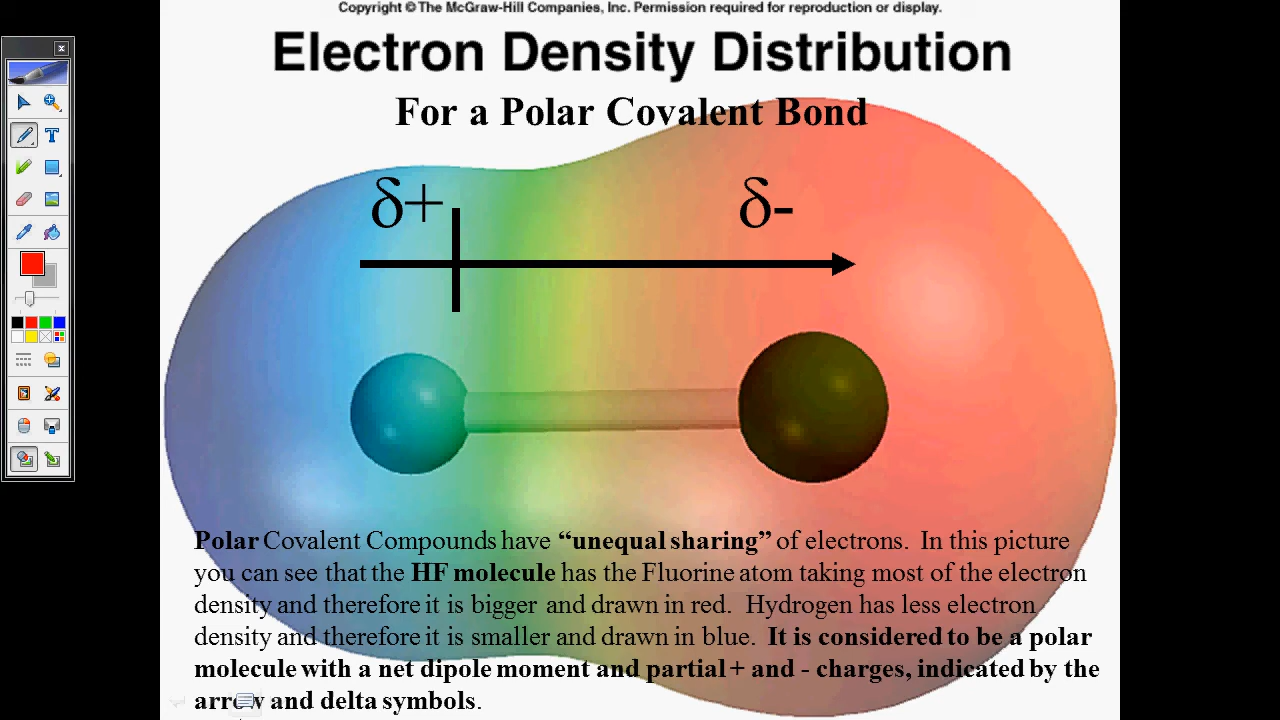 Copyright © The McGraw-Hill Companies, Inc. Permission required for reproduction or display.
Electron Density Distribution
For a Polar Covalent Bond
δ+ δ-
Polar Covalent Compounds have “unequal sharing” of electrons. In this picture
you can see that the HF molecule has the Fluorine atom taking most of the electron
density and therefore it is bigger and drawn in red. Hydrogen has less electron
density and therefore it is smaller and drawn in blue. It is considered to be a polar
molecule with a net dipole moment and partial + and - charges, indicated by the
arrow and delta symbols.